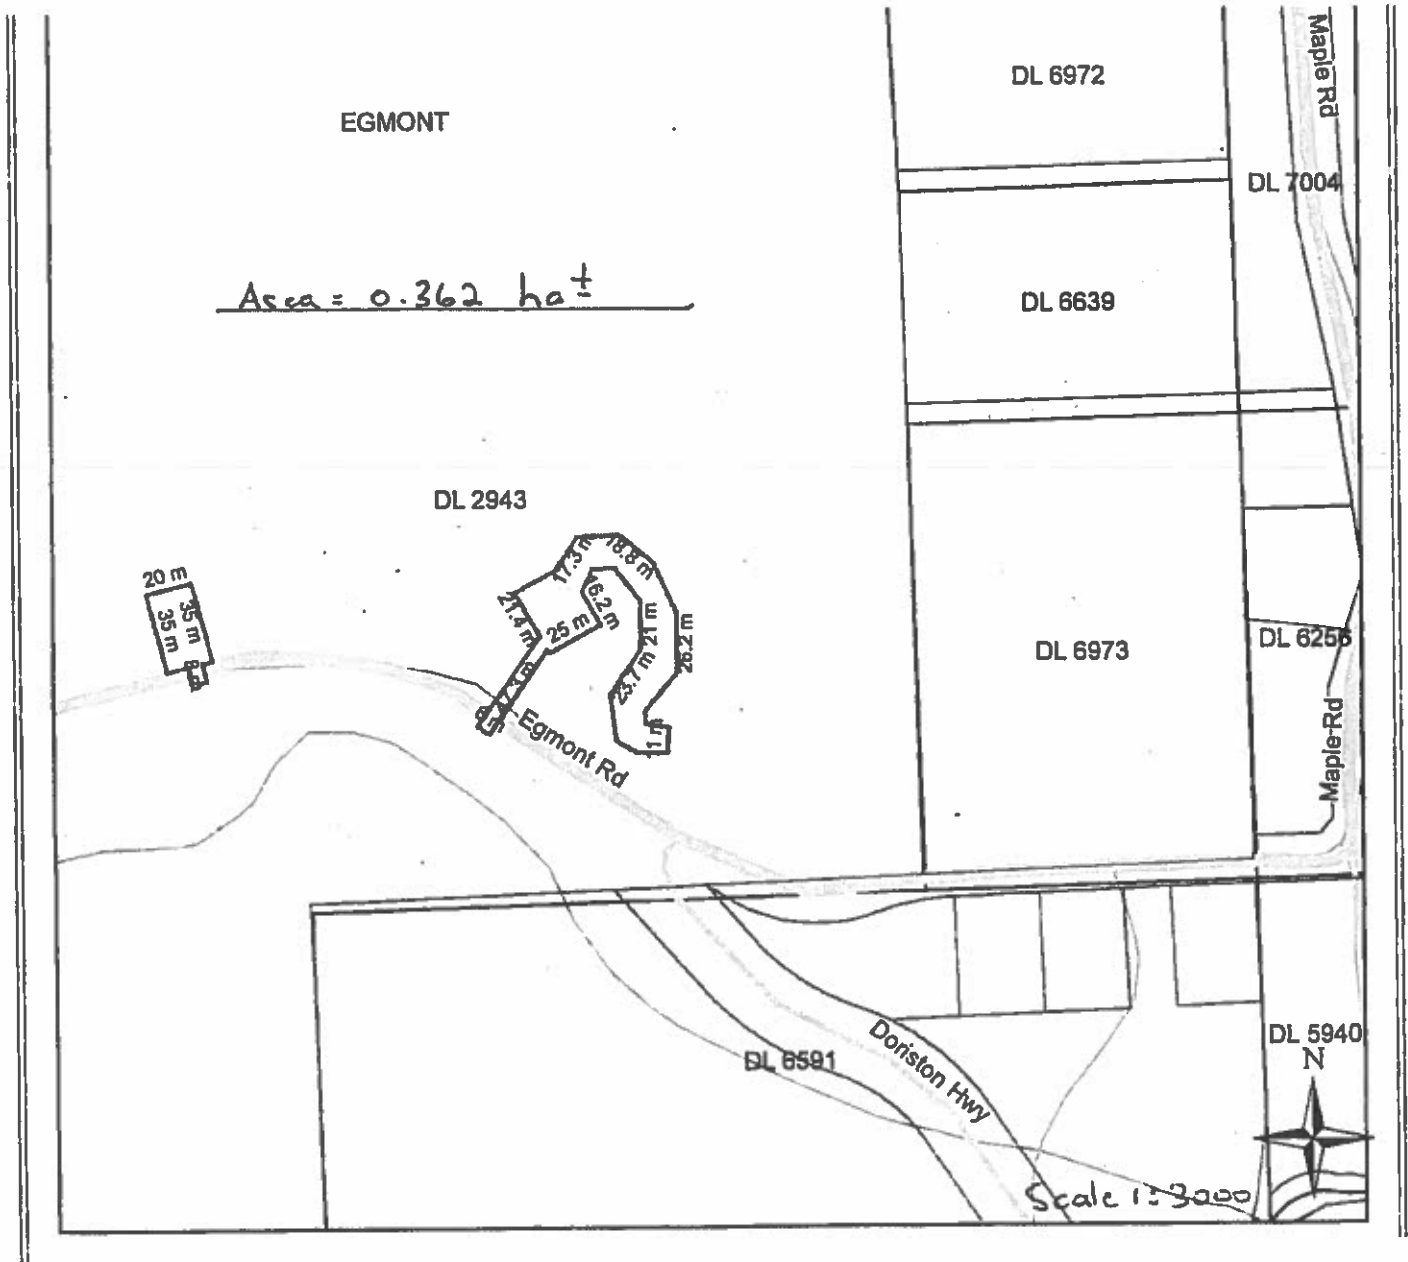 Maple Rd
DL 6972
EGMONT
DL 7004
Area = 0.362 ha ±
DL 6639
DL 2943
18.8 m
17.3 m
20 m
35 m
35 m
16.2 m
21.4 m
25 m
21 m
26.2 m
DL 6973
DL 6256
23.7 m
Egmont Rd
Maple Rd
DL 5940
N
DL 6591
Doriston Hwy
Scale 1:3000